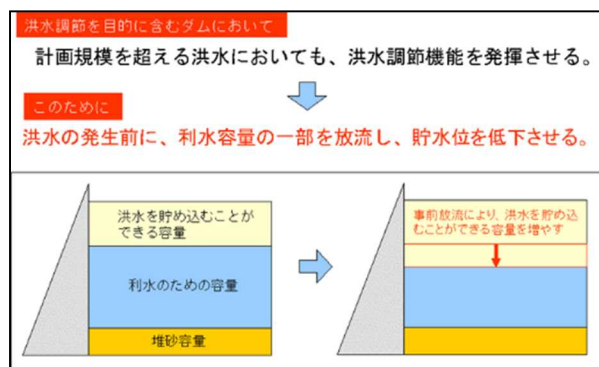 洪水調節を目的に含むダムにおいて
計画規模を超える洪水においても、洪水調節機能を発揮させる。
このために
洪水の発生前に、利水容量の一部を放流し、貯水位を低下させる。
洪水を貯め込むことが
できる容量
利水のための容量
堆砂容量
事前放流により、洪水を貯め込
むことができる容量を増やす